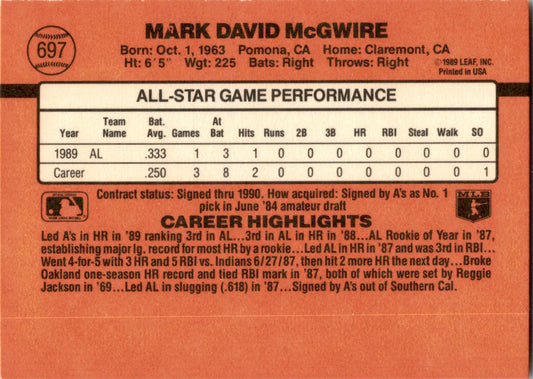 697
MARK DAVID McGWIRE
Born: Oct. 1, 1963 Pomona, CA Home: Claremont, CA
Ht: 6'5" Wgt: 225 Bats: Right Throws: Right
©1989 LEAF, INC.
Printed in USA
ALL-STAR GAME PERFORMANCE
Year Team Name Bat. Avg. Games At Bat Hits Runs 2B 3B HR RBI Steal Walk SO
1989 AL .333 1 3 1 0 0 0 0 0 0 0 0
Career .250 3 8 2 0 0 0 0 0 0 0 1
Contract status: Signed thru 1990. How acquired: Signed by A's as No. 1
pick in June '84 amateur draft
MLB
CAREER HIGHLIGHTS
Led A's in HR in '89 ranking 3rd in AL...3rd in AL in HR in '88...AL Rookie of Year in '87,
establishing major lg. record for most HR by a rookie...Led AL in HR in '87 and was 3rd in RBI...
Went 4-for-5 with 3 HR and 5 RBI vs. Indians 6/27/87, then hit 2 more HR the next day...Broke
Oakland one-season HR record and tied RBI mark in '87, both of which were set by Reggie
Jackson in '69...Led AL in slugging (.618) in '87...Signed by A's out of Southern Cal.